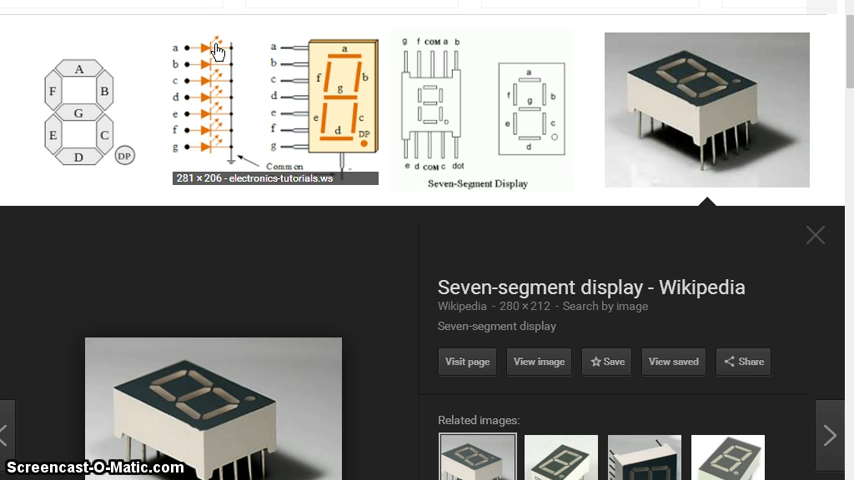 A
F
B
G
E
C
D
DP
a
b
c
d
e
f
g
Common
a
b
c
d
e
f
g
a
f
b
g
e
c
d
DP
281 × 206 - electronics-tutorials.ws
g f COM a b
e d COM c dot
a
f
b
g
e
c
d
Seven-Segment Display
Seven-segment display - Wikipedia
Wikipedia - 280 × 212 - Search by image
Seven-segment display
Visit page
View image
Save
View saved
Share
Related images:
Screencast-O-Matic.com